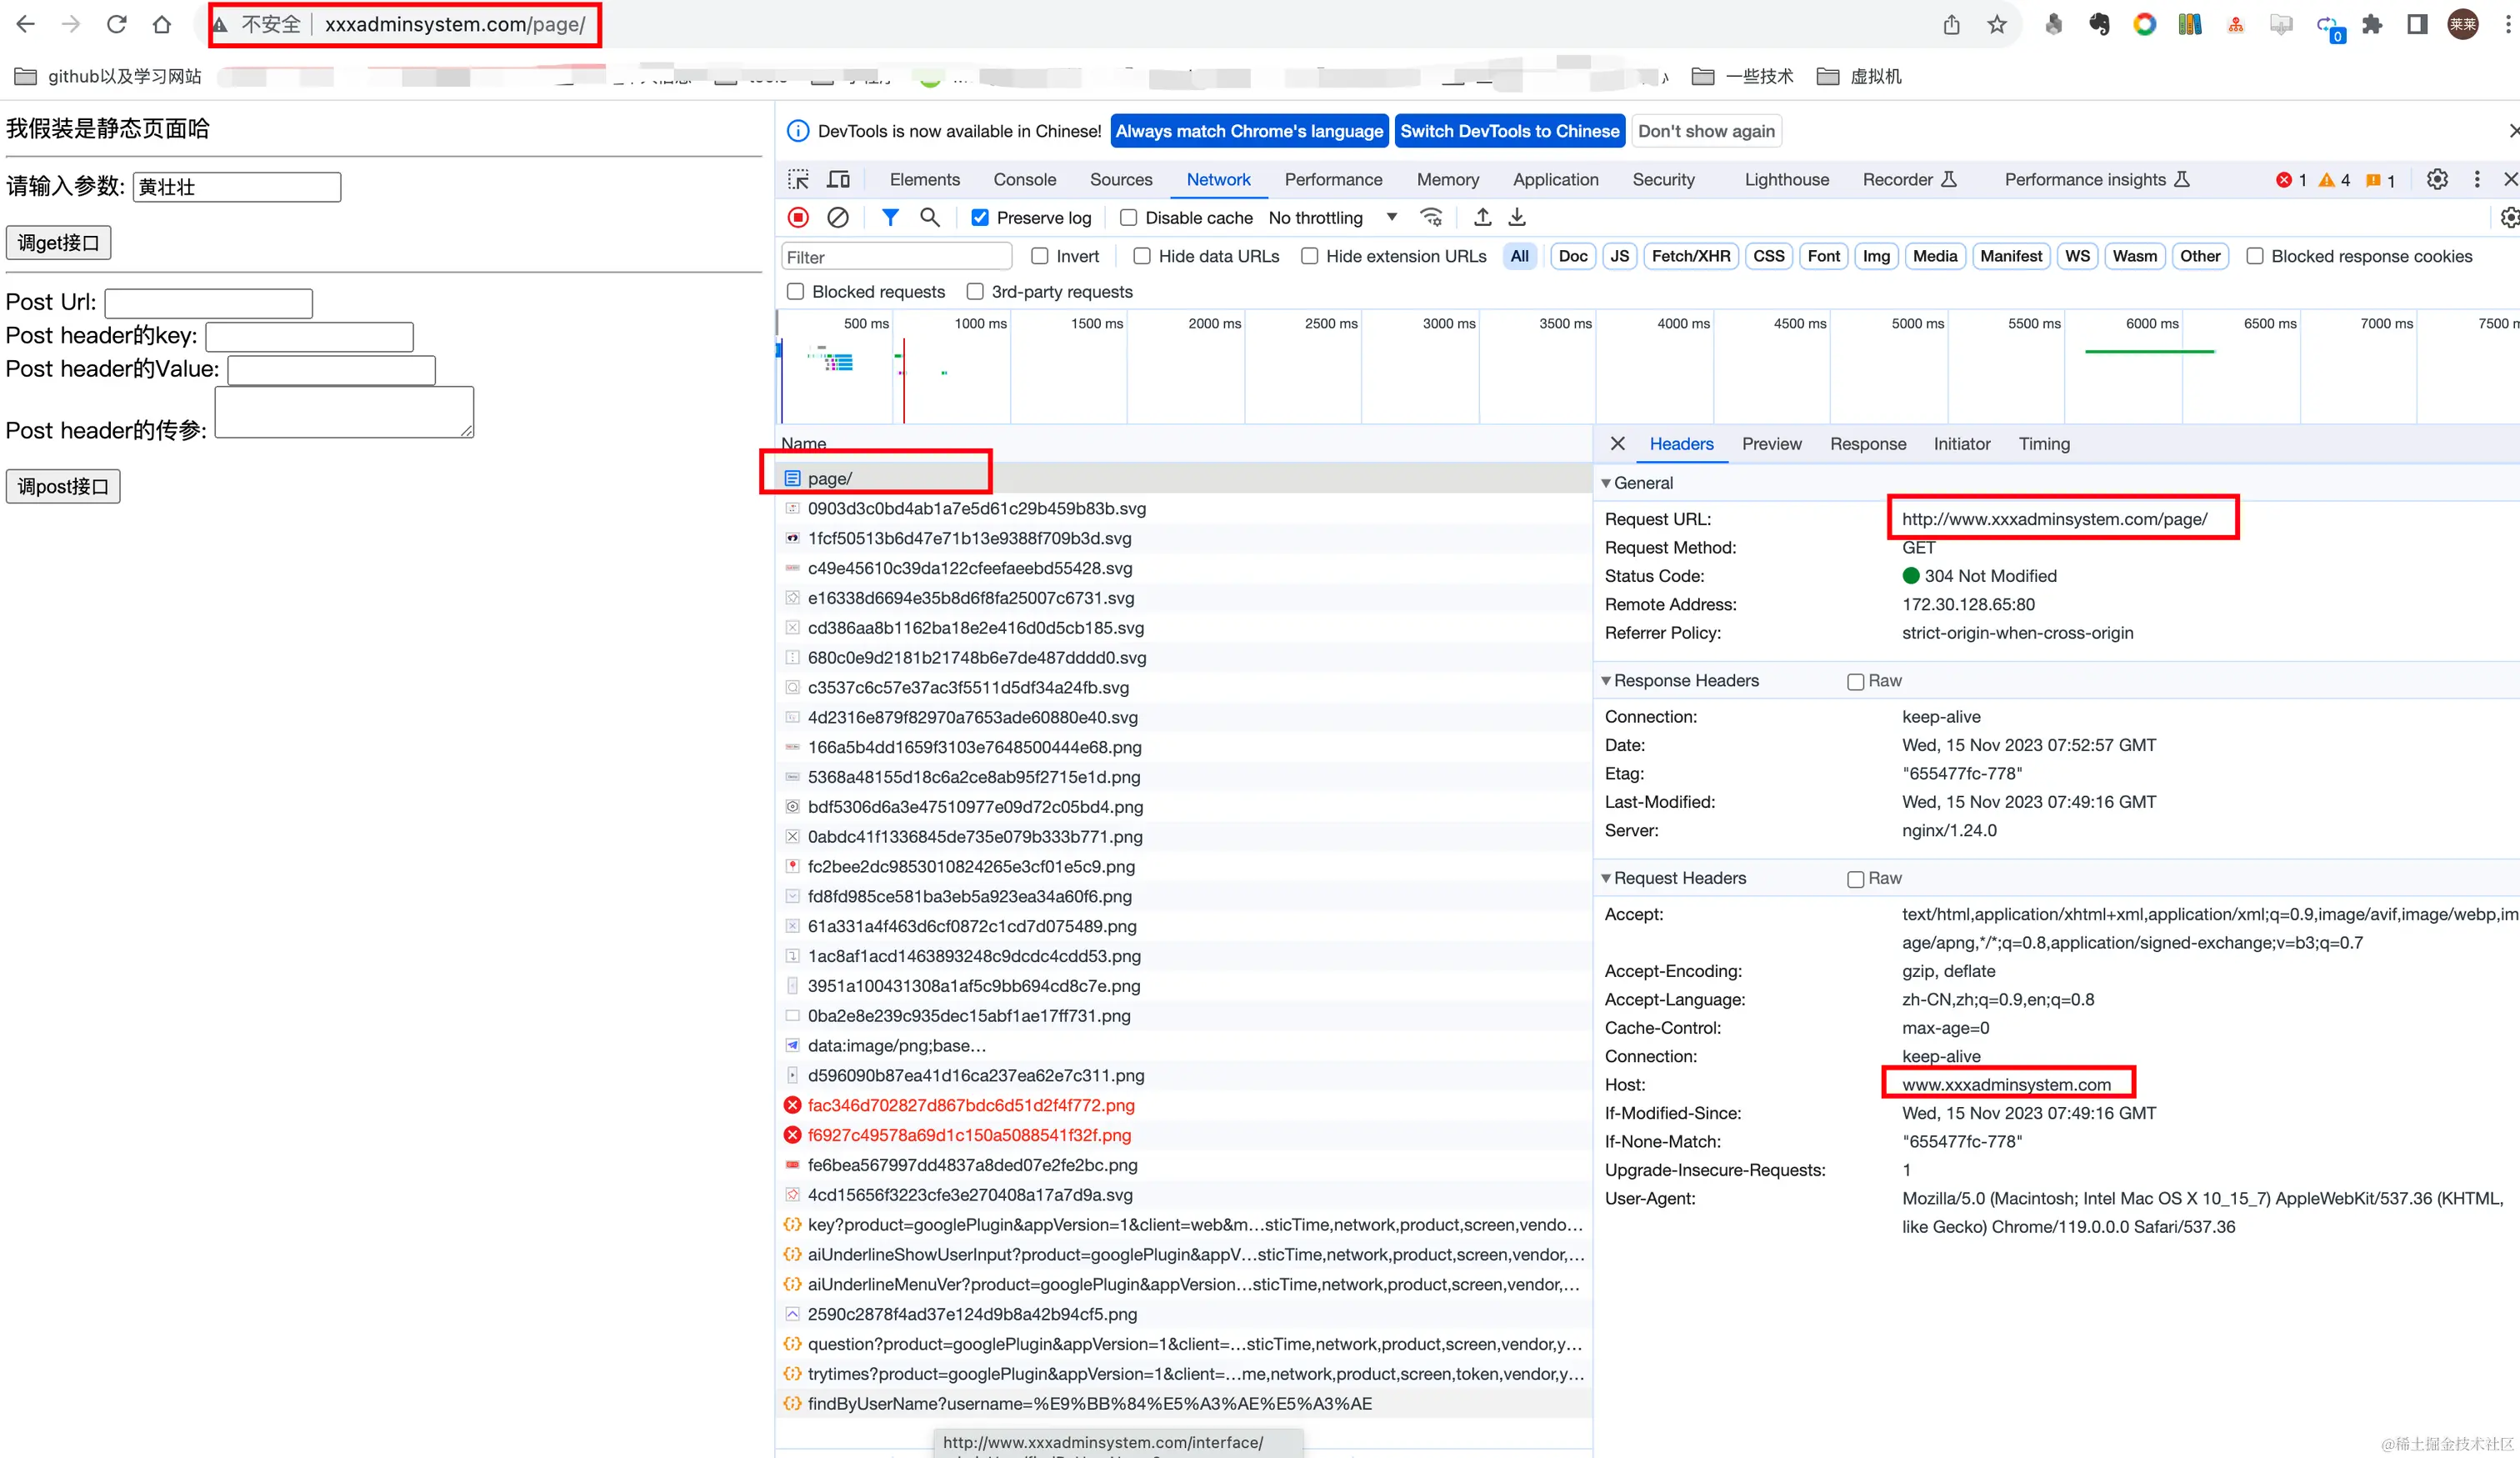 不安全 xxxadminsystem.com/page/
0
莱莱
github以及学习网站
一些技术 虚拟机
我假装是静态页面哈
请输入参数: 黄壮壮
调get接口
Post Url:
Post header的key:
Post header的Value:
Post header的传参:
调post接口
DevTools is now available in Chinese! Always match Chrome's language Switch DevTools to Chinese Don't show again
Elements Console Sources Network Performance Memory Application Security Lighthouse Recorder Performance insights 1 4 1
Preserve log Disable cache No throttling
Filter Invert Hide data URLs Hide extension URLs All Doc JS Fetch/XHR CSS Font Img Media Manifest WS Wasm Other Blocked response cookies
Blocked requests 3rd-party requests
500 ms 1000 ms 1500 ms 2000 ms 2500 ms 3000 ms 3500 ms 4000 ms 4500 ms 5000 ms 5500 ms 6000 ms 6500 ms 7000 ms 7500 m
Name
page/
0903d3c0bd4ab1a7e5d61c29b459b83b.svg
1fcf50513b6d47e71b13e9388f709b3d.svg
c49e45610c39da122cfeefaeebd55428.svg
e16338d6694e35b8d6f8fa25007c6731.svg
cd386aa8b1162ba18e2e416d0d5cb185.svg
680c0e9d2181b21748b6e7de487dddd0.svg
c3537c6c57e37ac3f5511d5df34a24fb.svg
4d2316e879f82970a7653ade60880e40.svg
166a5b4dd1659f3103e7648500444e68.png
5368a48155d18c6a2ce8ab95f2715e1d.png
bdf5306d6a3e47510977e09d72c05bd4.png
0abdc41f1336845de735e079b333b771.png
fc2bee2dc9853010824265e3cf01e5c9.png
fd8fd985ce581ba3eb5a923ea34a60f6.png
61a331a4f463d6cf0872c1cd7d075489.png
1ac8af1acd1463893248c9dcdc4cdd53.png
3951a100431308a1af5c9bb694cd8c7e.png
0ba2e8e239c935dec15abf1ae17ff731.png
data:image/png;base…
d596090b87ea41d16ca237ea62e7c311.png
fac346d702827d867bdc6d51d2f4f772.png
f6927c49578a69d1c150a5088541f32f.png
fe6bea567997dd4837a8ded07e2fe2bc.png
4cd15656f3223cfe3e270408a17a7d9a.svg
key?product=googlePlugin&appVersion=1&client=web&m…sticTime,network,product,screen,vendo…
aiUnderlineShowUserInput?product=googlePlugin&appV…sticTime,network,product,screen,vendor,…
aiUnderlineMenuVer?product=googlePlugin&appVersion…sticTime,network,product,screen,vendor,…
2590c2878f4ad37e124d9b8a42b94cf5.png
question?product=googlePlugin&appVersion=1&client=…sticTime,network,product,screen,vendor,y…
trytimes?product=googlePlugin&appVersion=1&client=…me,network,product,screen,token,vendor,y…
findByUserName?username=%E9%BB%84%E5%A3%AE%E5%A3%AE
http://www.xxxadminsystem.com/interface/
Headers Preview Response Initiator Timing
General
Request URL: http://www.xxxadminsystem.com/page/
Request Method: GET
Status Code: 304 Not Modified
Remote Address: 172.30.128.65:80
Referrer Policy: strict-origin-when-cross-origin
Response Headers Raw
Connection: keep-alive
Date: Wed, 15 Nov 2023 07:52:57 GMT
Etag: "655477fc-778"
Last-Modified: Wed, 15 Nov 2023 07:49:16 GMT
Server: nginx/1.24.0
Request Headers Raw
Accept: text/html,application/xhtml+xml,application/xml;q=0.9,image/avif,image/webp,im
age/apng,*/*;q=0.8,application/signed-exchange;v=b3;q=0.7
Accept-Encoding: gzip, deflate
Accept-Language: zh-CN,zh;q=0.9,en;q=0.8
Cache-Control: max-age=0
Connection: keep-alive
Host: www.xxxadminsystem.com
If-Modified-Since: Wed, 15 Nov 2023 07:49:16 GMT
If-None-Match: "655477fc-778"
Upgrade-Insecure-Requests: 1
User-Agent: Mozilla/5.0 (Macintosh; Intel Mac OS X 10_15_7) AppleWebKit/537.36 (KHTML,
like Gecko) Chrome/119.0.0.0 Safari/537.36
@稀土掘金技术社区